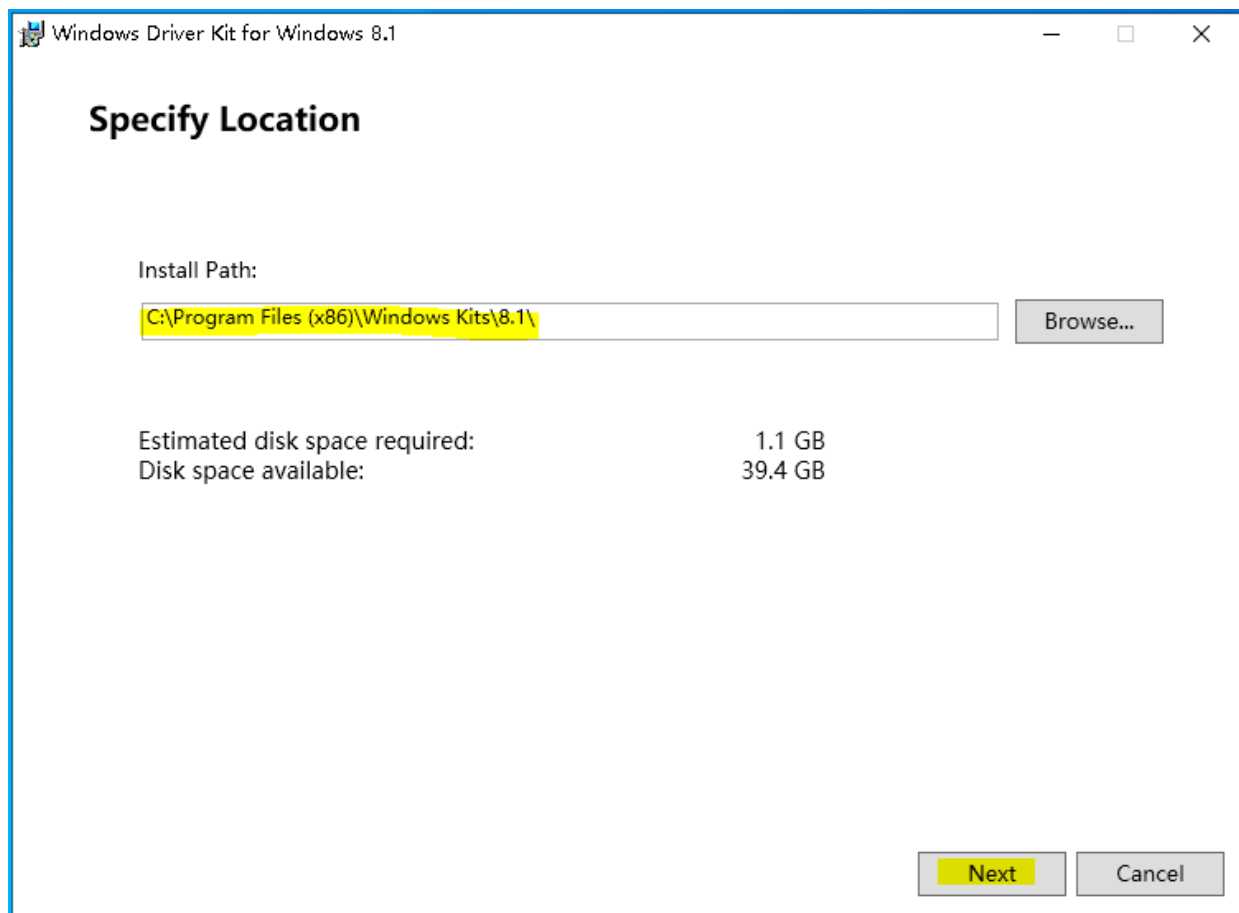 Windows Driver Kit for Windows 8.1
Specify Location
Install Path:
C:\Program Files (x86)\Windows Kits\8.1\
Browse...
Estimated disk space required: 1.1 GB
Disk space available: 39.4 GB
Next Cancel